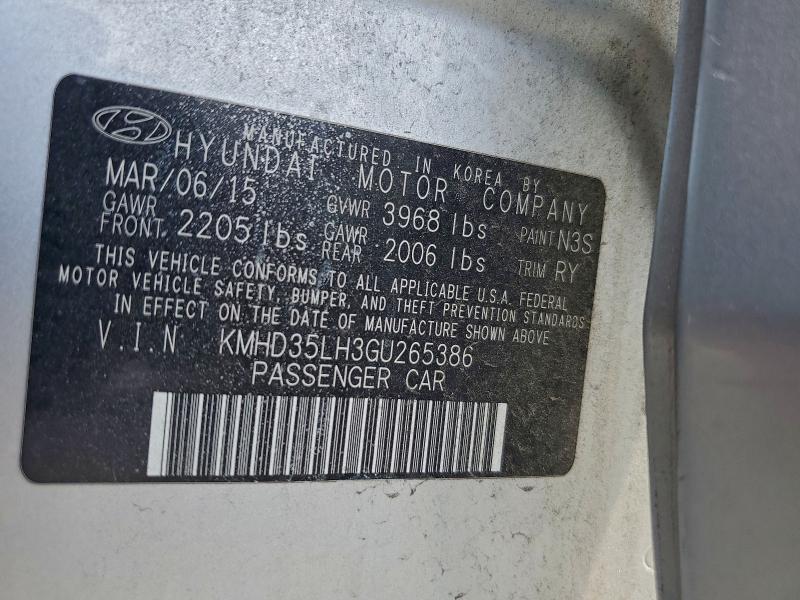 MANUFACTURED IN KOREA BY
HYUNDAI MOTOR COMPANY
MAR/06/15 GVWR 3968 lbs PAINT N3S
GAWR FRONT 2205 lbs GAWR REAR 2006 lbs TRIM RY
THIS VEHICLE CONFORMS TO ALL APPLICABLE U.S.A. FEDERAL
MOTOR VEHICLE SAFETY, BUMPER, AND THEFT PREVENTION STANDARDS
IN EFFECT ON THE DATE OF MANUFACTURE SHOWN ABOVE
V.I.N KMHD35LH3GU265386
PASSENGER CAR